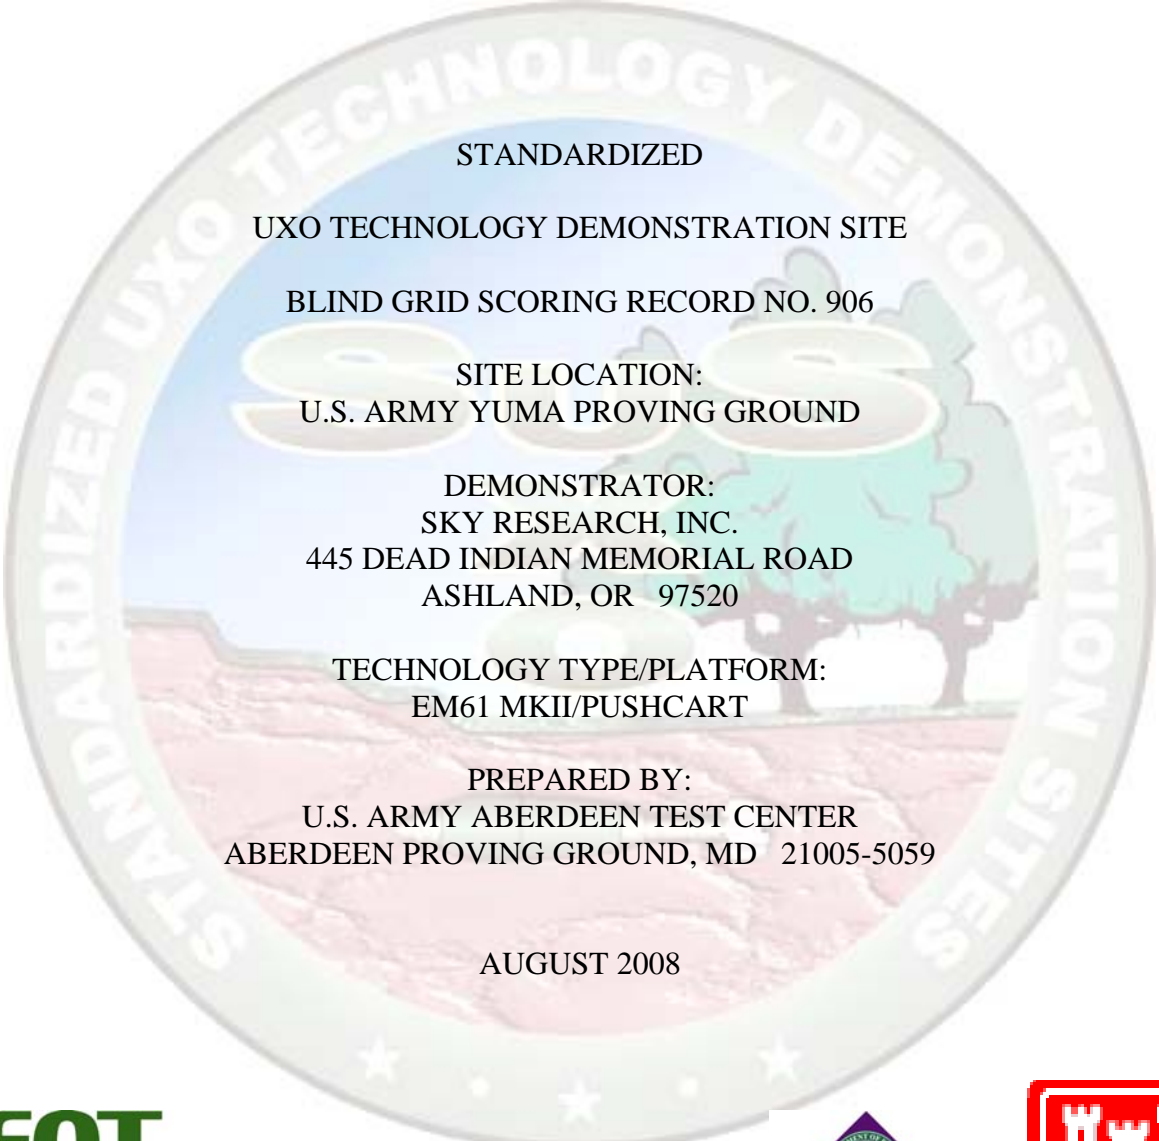 STANDARDIZED UXO TECHNOLOGY DEMONSTRATION SITES
STANDARDIZED
UXO TECHNOLOGY DEMONSTRATION SITE
BLIND GRID SCORING RECORD NO. 906
SITE LOCATION:
U.S. ARMY YUMA PROVING GROUND
DEMONSTRATOR:
SKY RESEARCH, INC.
445 DEAD INDIAN MEMORIAL ROAD
ASHLAND, OR 97520
TECHNOLOGY TYPE/PLATFORM:
EM61 MKII/PUSHCART
PREPARED BY:
U.S. ARMY ABERDEEN TEST CENTER
ABERDEEN PROVING GROUND, MD 21005-5059
AUGUST 2008